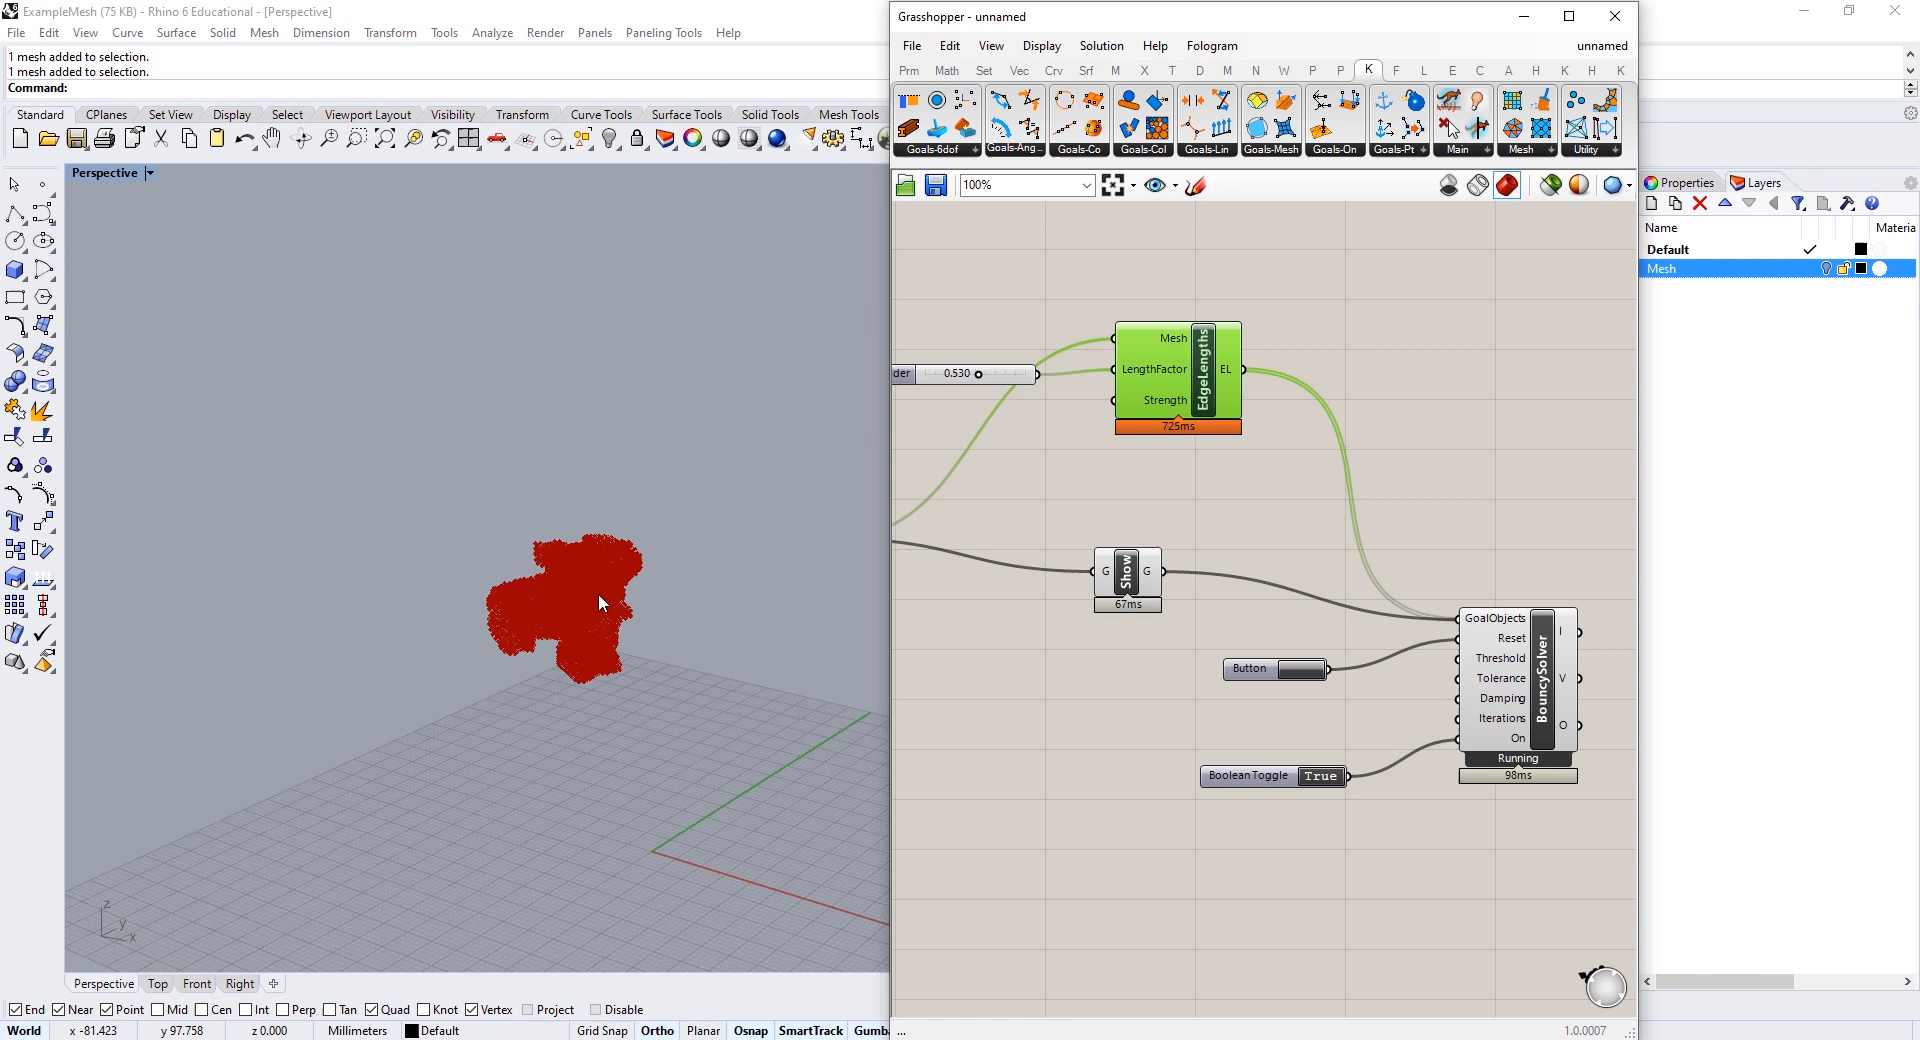 ExampleMesh (75 KB) - Rhino 6 Educational - [Perspective]
File Edit View Curve Surface Solid Mesh Dimension Transform Tools Analyze Render Panels Paneling Tools Help
1 mesh added to selection.
1 mesh added to selection.
Command:
Standard CPlanes Set View Display Select Viewport Layout Visibility Transform Curve Tools Surface Tools Solid Tools Mesh Tools
Perspective
Grasshopper - unnamed
File Edit View Display Solution Help Fologram unnamed
Prm Math Set Vec Crv Srf M X T D M N W P P K F L E C A H K H K
Goals-6dof Goals-Ang... Goals-Co Goals-Col Goals-Lin Goals-Mesh Goals-On Goals-Pt Main Mesh Utility
100%
Mesh
LengthFactor
Strength
EdgeLengths
EL
725ms
der 0.530
G Show G
67ms
GoalObjects
Reset
Threshold
Tolerance
Damping
Iterations
On
BouncySolver
I
V
O
Running
98ms
Button
Boolean Toggle True
... 1.0.0007
Properties Layers
Name Materia
Default
Mesh
z
y
x
Perspective Top Front Right
End Near Point Mid Cen Int Perp Tan Quad Knot Vertex Project Disable
World x -81.423 y 97.758 z 0.000 Millimeters Default Grid Snap Ortho Planar Osnap SmartTrack Gumba